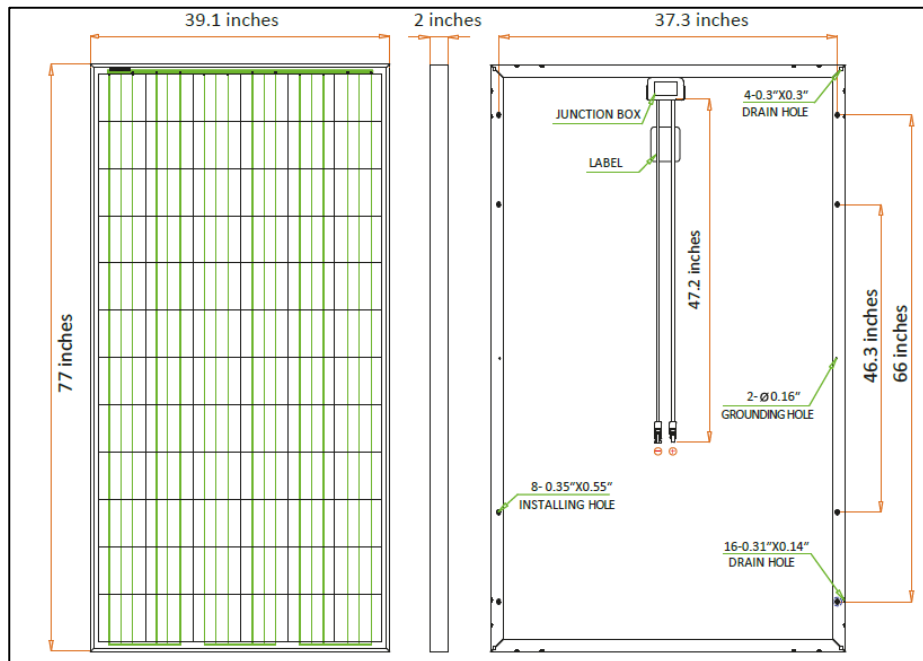 39.1 inches
2 inches
37.3 inches
4-0.3"X0.3"
DRAIN HOLE
JUNCTION BOX
LABEL
77 inches
47.2 inches
46.3 inches
66 inches
2-Ø0.16"
GROUNDING HOLE
8- 0.35"X0.55"
INSTALLING HOLE
16-0.31"X0.14"
DRAIN HOLE